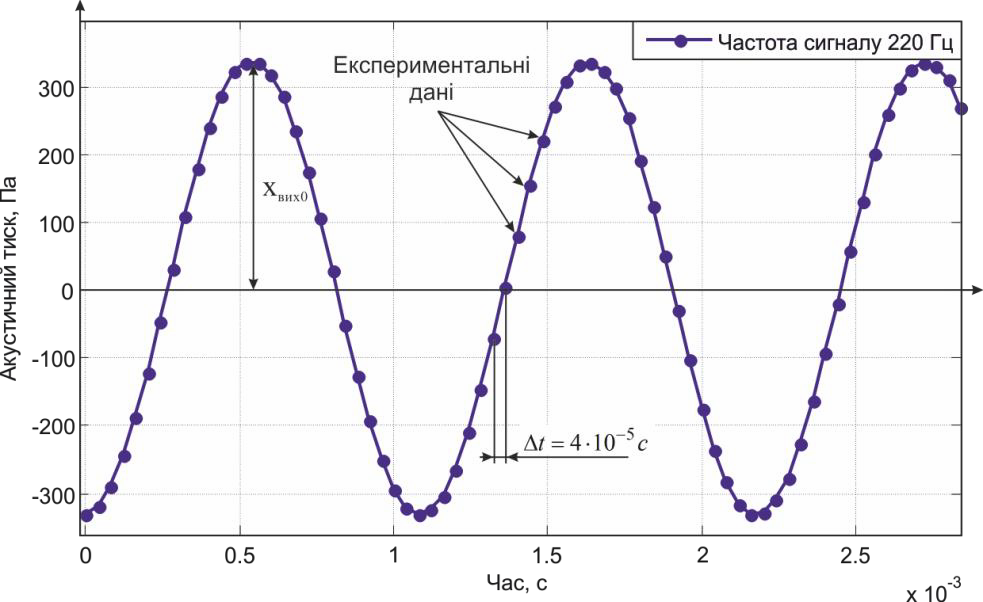 Частота сигналу 220 Гц
Експериментальні
дані
Акустичний тиск, Па
300
200
100
0
-100
-200
-300
Xвих0
Δt = 4·10⁻⁵ c
0
0.5
1
1.5
2
2.5
Час, с
x 10⁻³